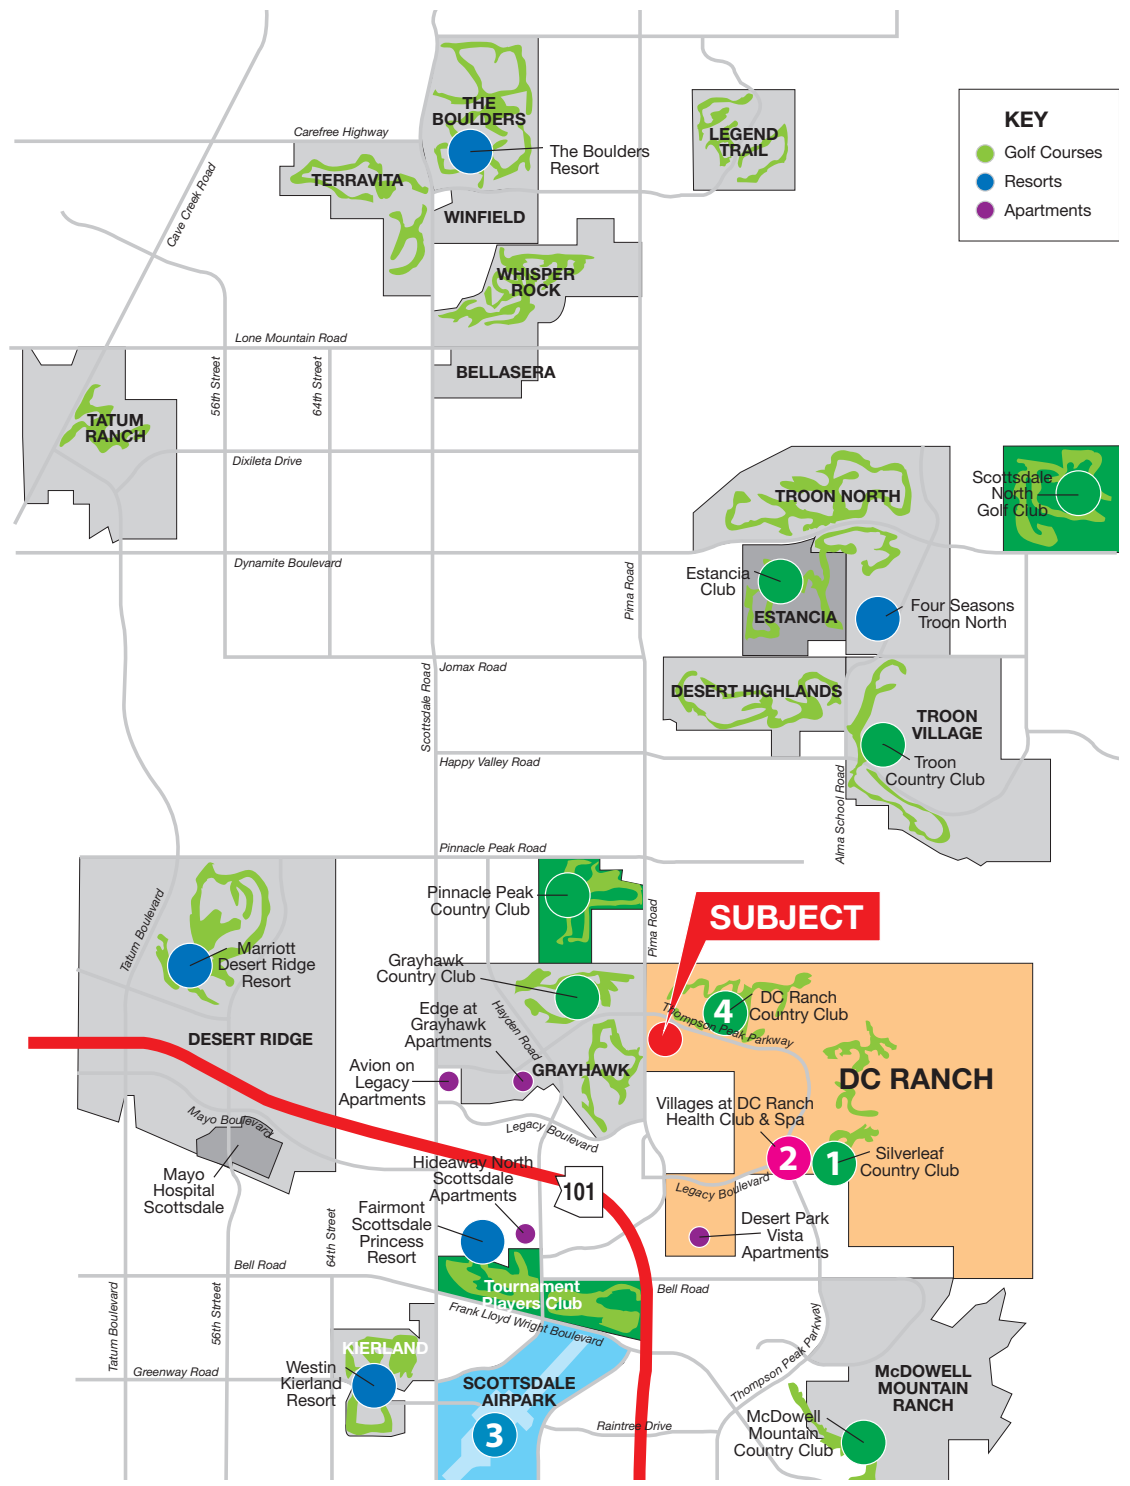 THE
BOULDERS
The Boulders
Resort
Carefree Highway
LEGEND
TRAIL
KEY
Golf Courses
Resorts
Apartments
TERRAVITA
Cave Creek Road
WINFIELD
WHISPER
ROCK
Lone Mountain Road
56th Street
64th Street
BELLASERA
TATUM
RANCH
Dixileta Drive
TROON NORTH
Scottsdale
North
Golf Club
Dynamite Boulevard
Pima Road
Estancia
Club
ESTANCIA
Four Seasons
Troon North
Jomax Road
Scottsdale Road
DESERT HIGHLANDS
TROON
VILLAGE
Troon
Country Club
Happy Valley Road
Alma School Road
Pinnacle Peak Road
Pinnacle Peak
Country Club
Pima Road
SUBJECT
Tatum Boulevard
Marriott
Desert Ridge
Resort
Grayhawk
Country Club
4
DC Ranch
Country Club
Thompson Peak Parkway
Edge at
Grayhawk
Apartments
Hayden Road
DESERT RIDGE
GRAYHAWK
DC RANCH
Avion on
Legacy
Apartments
Villages at DC Ranch
Health Club & Spa
Mayo Boulevard
Legacy Boulevard
2
1
Silverleaf
Country Club
Mayo
Hospital
Scottsdale
Hideaway North
Scottsdale
Apartments
101
Legacy Boulevard
Fairmont
Scottsdale
Princess
Resort
64th Street
Desert Park
Vista
Apartments
Bell Road
Tournament
Players Club
Bell Road
Tatum Boulevard
56th Strteet
Frank Lloyd Wright Boulevard
Thompson Peak Parkway
KIERLAND
Greenway Road
Westin
Kierland
Resort
SCOTTSDALE
AIRPARK
3
Raintree Drive
McDOWELL
MOUNTAIN
RANCH
McDowell
Mountain
Country Club